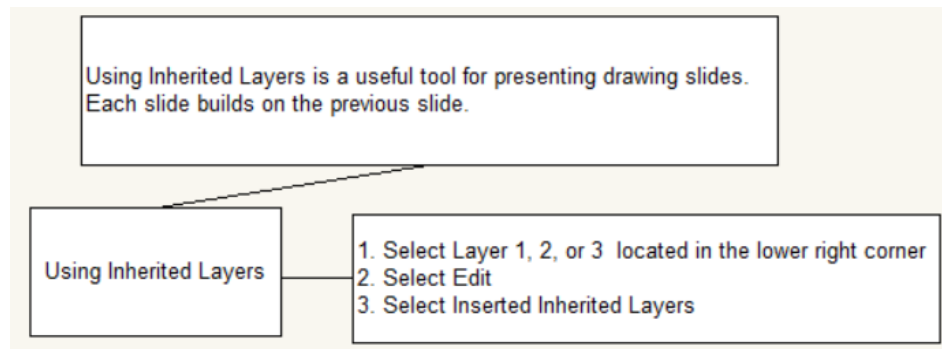 Using Inherited Layers is a useful tool for presenting drawing slides.
Each slide builds on the previous slide.
Using Inherited Layers
1. Select Layer 1, 2, or 3  located in the lower right corner
2. Select Edit
3. Select Inserted Inherited Layers